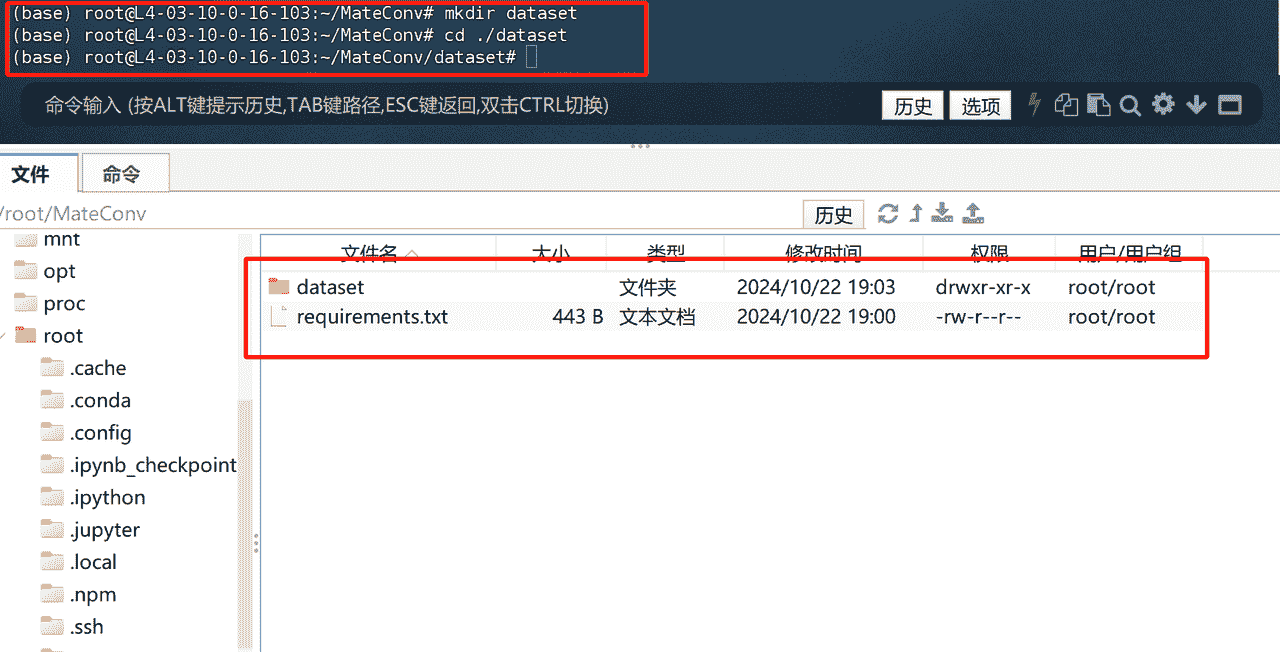 (base) root@L4-03-10-0-16-103:~/MateConv# mkdir dataset
(base) root@L4-03-10-0-16-103:~/MateConv# cd ./dataset
(base) root@L4-03-10-0-16-103:~/MateConv/dataset#
命令输入 (按ALT键提示历史,TAB键路径,ESC键返回,双击CTRL切换) 历史 选项
文件 命令
/root/MateConv 历史
文件名 大小 类型 修改时间 权限 用户/用户组
dataset 文件夹 2024/10/22 19:03 drwxr-xr-x root/root
requirements.txt 443 B 文本文档 2024/10/22 19:00 -rw-r--r-- root/root
mnt
opt
proc
root
.cache
.conda
.config
.ipynb_checkpoint
.ipython
.jupyter
.local
.npm
.ssh